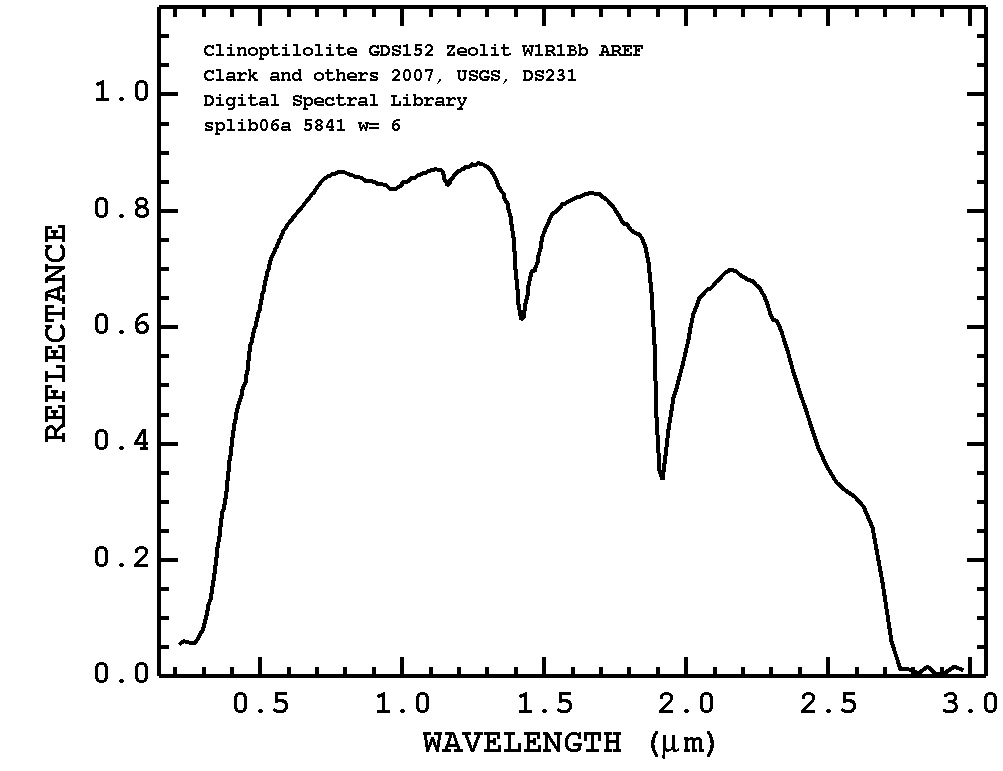 Clinoptilolite GDS152 Zeolit W1R1Bb AREF
Clark and others 2007, USGS, DS231
Digital Spectral Library
splib06a 5841 w= 6
1.0
0.8
0.6
0.4
0.2
0.0
REFLECTANCE
0.5 1.0 1.5 2.0 2.5 3.0
WAVELENGTH (μm)